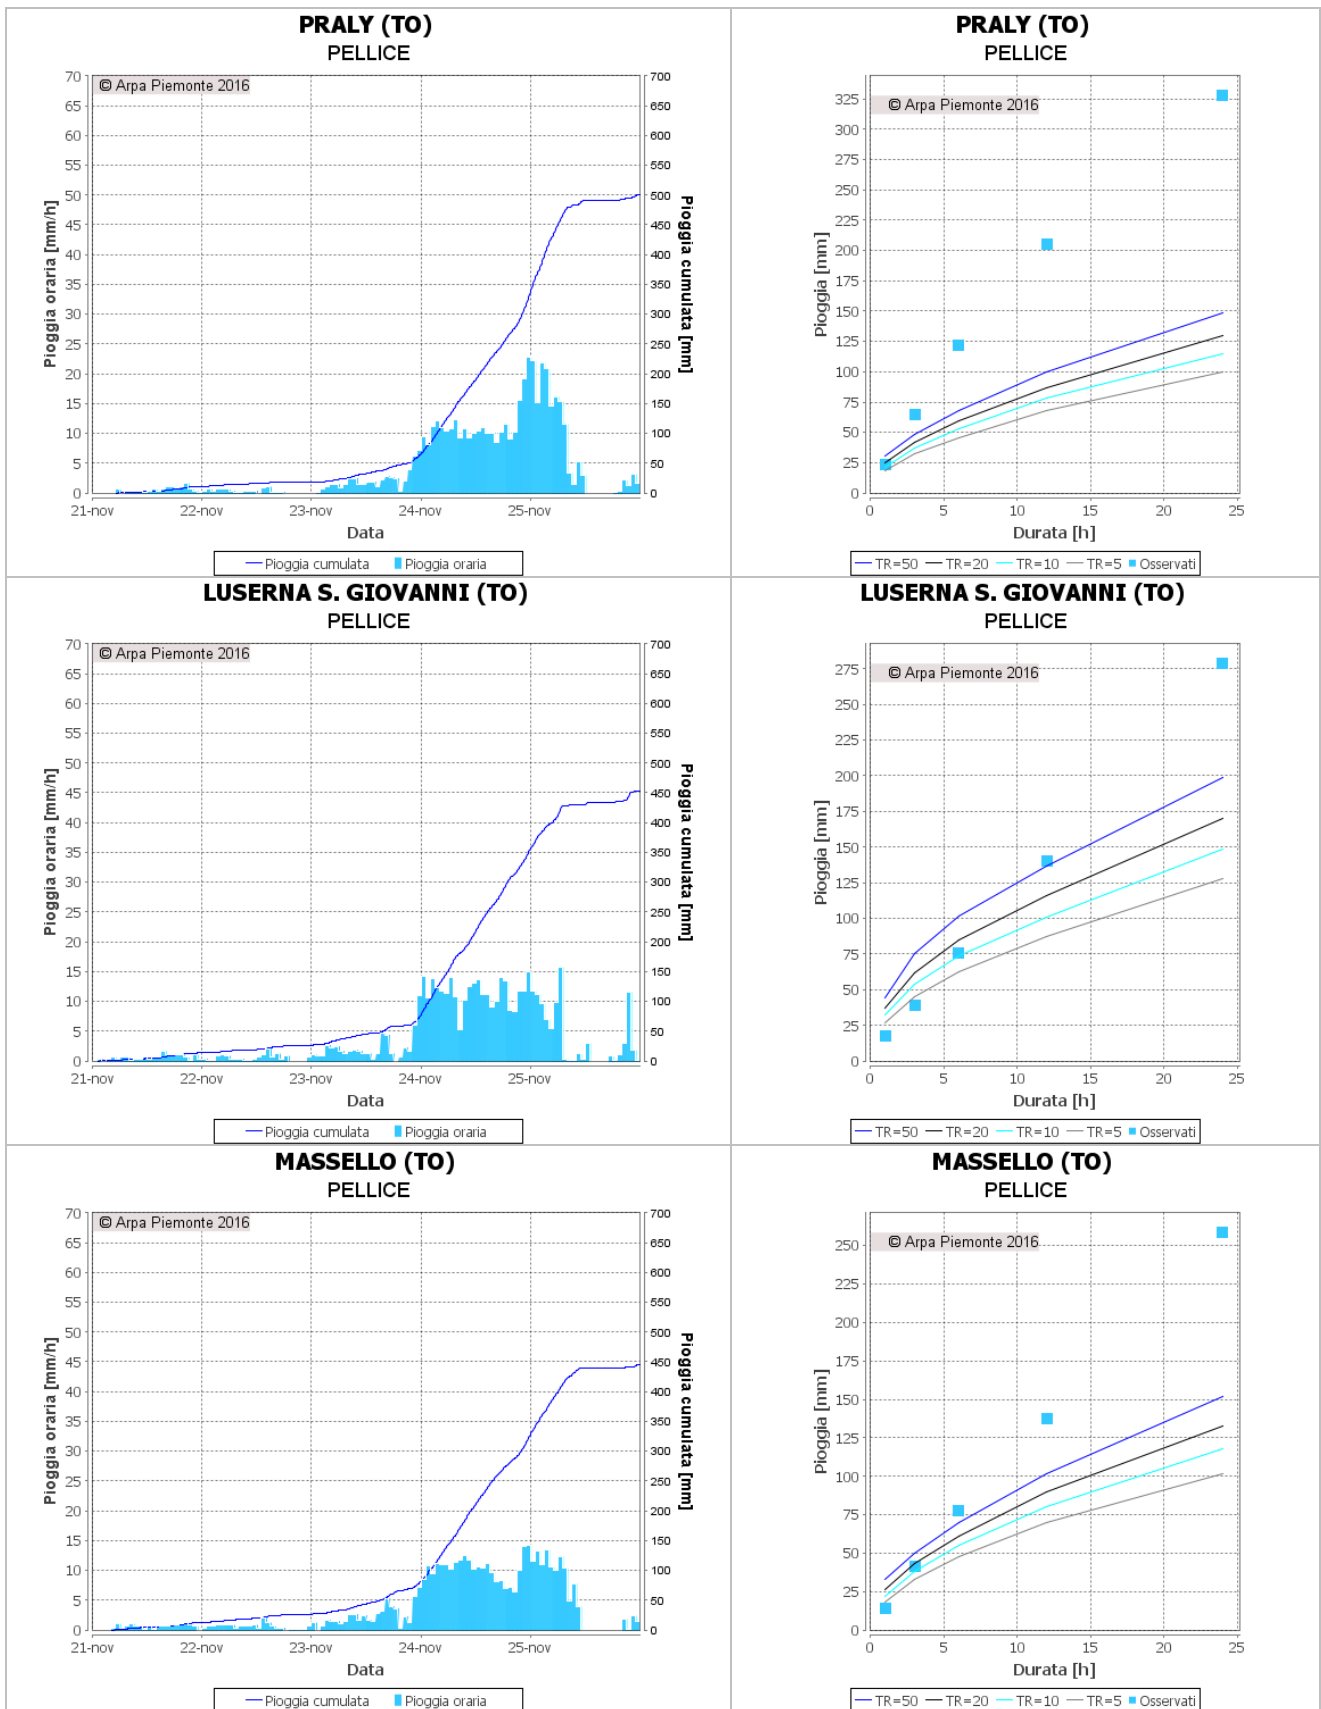 PRALY (TO)
PELLICE
© Arpa Piemonte 2016
Pioggia oraria [mm/h]
Pioggia cumulata [mm]
70
65
60
55
50
45
40
35
30
25
20
15
10
5
0
700
650
600
550
500
450
400
350
300
250
200
150
100
50
0
21-nov 22-nov 23-nov 24-nov 25-nov
Data
Pioggia cumulata Pioggia oraria
PRALY (TO)
PELLICE
© Arpa Piemonte 2016
Pioggia [mm]
325
300
275
250
225
200
175
150
125
100
75
50
25
0
0 5 10 15 20 25
Durata [h]
TR=50 TR=20 TR=10 TR=5 Osservati
LUSERNA S. GIOVANNI (TO)
PELLICE
© Arpa Piemonte 2016
Pioggia oraria [mm/h]
Pioggia cumulata [mm]
70
65
60
55
50
45
40
35
30
25
20
15
10
5
0
700
650
600
550
500
450
400
350
300
250
200
150
100
50
0
21-nov 22-nov 23-nov 24-nov 25-nov
Data
Pioggia cumulata Pioggia oraria
LUSERNA S. GIOVANNI (TO)
PELLICE
© Arpa Piemonte 2016
Pioggia [mm]
275
250
225
200
175
150
125
100
75
50
25
0
0 5 10 15 20 25
Durata [h]
TR=50 TR=20 TR=10 TR=5 Osservati
MASSELLO (TO)
PELLICE
© Arpa Piemonte 2016
Pioggia oraria [mm/h]
Pioggia cumulata [mm]
70
65
60
55
50
45
40
35
30
25
20
15
10
5
0
700
650
600
550
500
450
400
350
300
250
200
150
100
50
0
21-nov 22-nov 23-nov 24-nov 25-nov
Data
Pioggia cumulata Pioggia oraria
MASSELLO (TO)
PELLICE
© Arpa Piemonte 2016
Pioggia [mm]
250
225
200
175
150
125
100
75
50
25
0
0 5 10 15 20 25
Durata [h]
TR=50 TR=20 TR=10 TR=5 Osservati